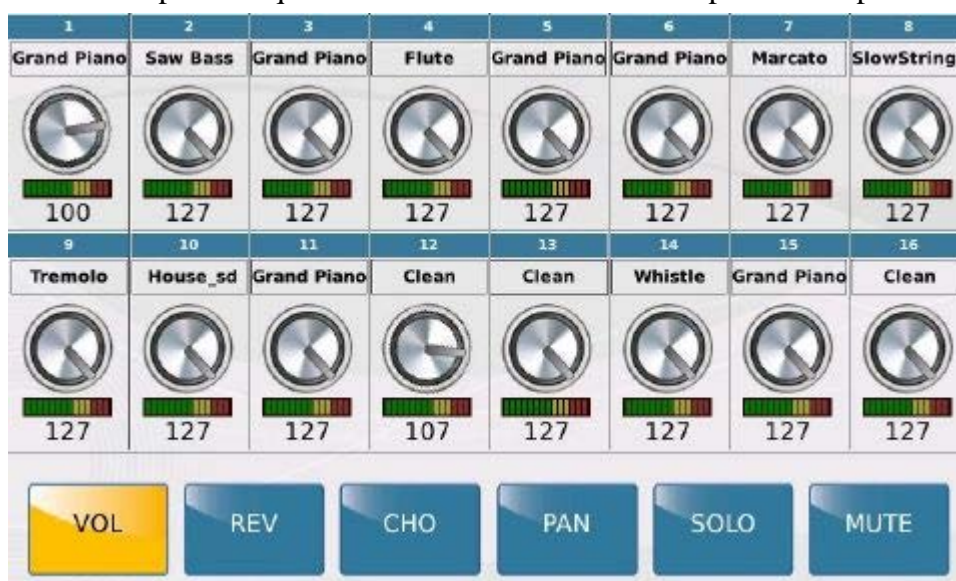 1 2 3 4 5 6 7 8
Grand Piano Saw Bass Grand Piano Flute Grand Piano Grand Piano Marcato SlowString
100 127 127 127 127 127 127 127
9 10 11 12 13 14 15 16
Tremolo House_sd Grand Piano Clean Clean Whistle Grand Piano Clean
127 127 127 107 127 127 127 127
VOL REV CHO PAN SOLO MUTE